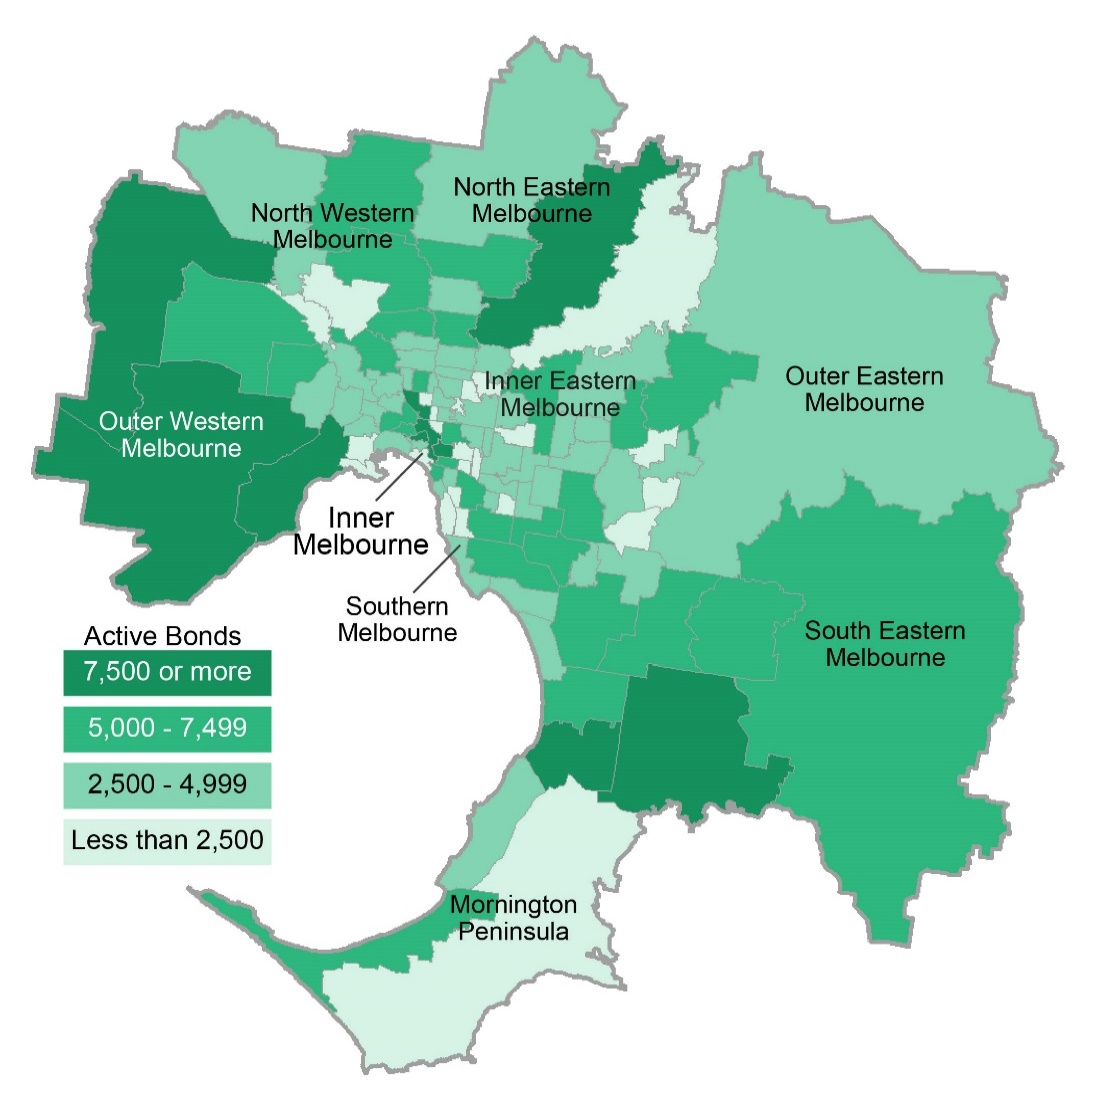 North Eastern
Melbourne
North Western
Melbourne
Inner Eastern
Melbourne
Outer Eastern
Melbourne
Outer Western
Melbourne
Inner
Melbourne
Southern
Melbourne
South Eastern
Melbourne
Active Bonds
7,500 or more
5,000 - 7,499
2,500 - 4,999
Less than 2,500
Mornington
Peninsula